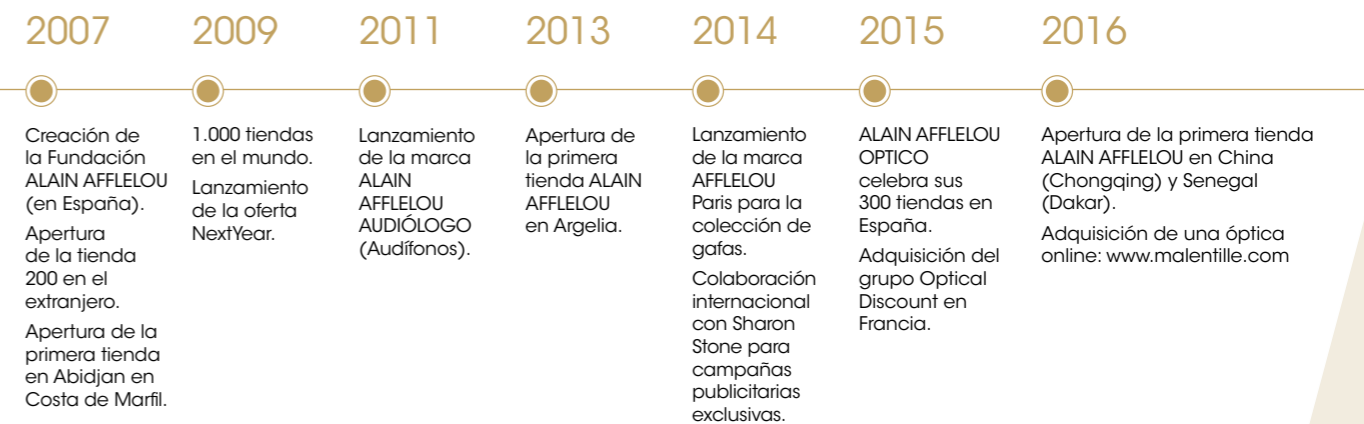 2007
Creación de
la Fundación
ALAIN AFFLELOU
(en España).
Apertura
de la tienda
200 en el
extranjero.
Apertura de la
primera tienda
en Abidjan en
Costa de Marfil.
2009
1.000 tiendas
en el mundo.
Lanzamiento
de la oferta
NextYear.
2011
Lanzamiento
de la marca
ALAIN
AFFLELOU
AUDIÓLOGO
(Audífonos).
2013
Apertura de
la primera
tienda ALAIN
AFFLELOU
en Argelia.
2014
Lanzamiento
de la marca
AFFLELOU
Paris para la
colección de
gafas.
Colaboración
internacional
con Sharon
Stone para
campañas
publicitarias
exclusivas.
2015
ALAIN AFFLELOU
OPTICO
celebra sus
300 tiendas en
España.
Adquisición del
grupo Optical
Discount en
Francia.
2016
Apertura de la primera tienda
ALAIN AFFLELOU en China
(Chongqing) y Senegal
(Dakar).
Adquisición de una óptica
online: www.malentille.com